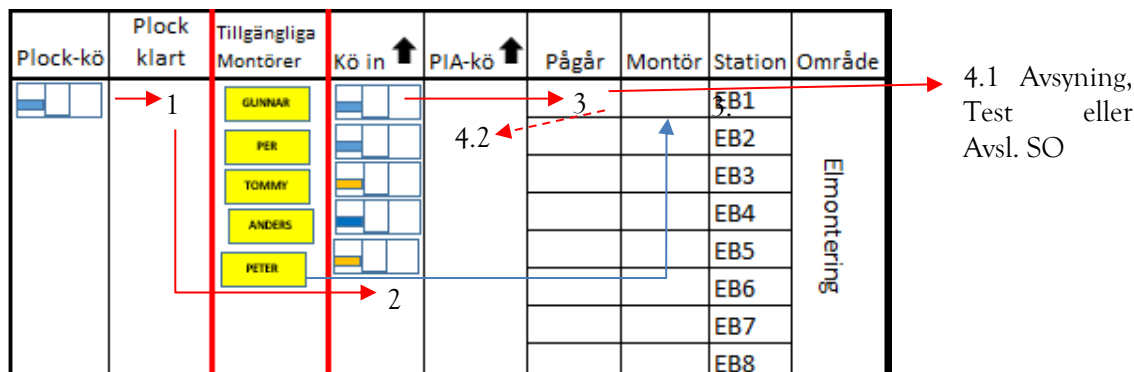 Plock-kö
Plock
klart
Tillgängliga
Montörer
Kö in
PIA-kö
Pågår
Montör
Station
Område
1
GUNNAR
3
3.
EB1
4.1 Avsyning,
Test eller
Avsl. SO
PER
4.2
EB2
TOMMY
EB3
ANDERS
EB4
PETER
EB5
2
EB6
EB7
EB8
Elmontering